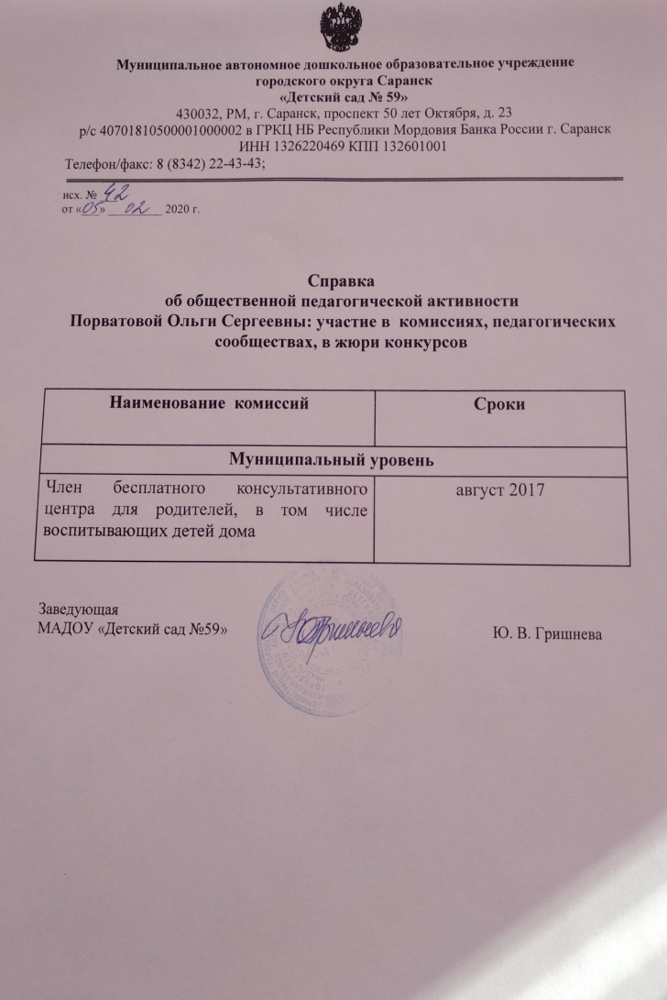 Муниципальное автономное дошкольное образовательное учреждение
городского округа Саранск
«Детский сад № 59»
430032, РМ, г. Саранск, проспект 50 лет Октября, д. 23
р/с 40701810500001000002 в ГРКЦ НБ Республики Мордовия Банка России г. Саранск
ИНН 1326220469 КПП 132601001
Телефон/факс: 8 (8342) 22-43-43;
исх. № 42
от «05» 02 2020 г.
Справка
об общественной педагогической активности
Порватовой Ольги Сергеевны: участие в комиссиях, педагогических
сообществах, в жюри конкурсов
Наименование комиссий Сроки
Муниципальный уровень
Член бесплатного консультативного август 2017
центра для родителей, в том числе
воспитывающих детей дома
Заведующая
МАДОУ «Детский сад №59» Ю. В. Гришнева